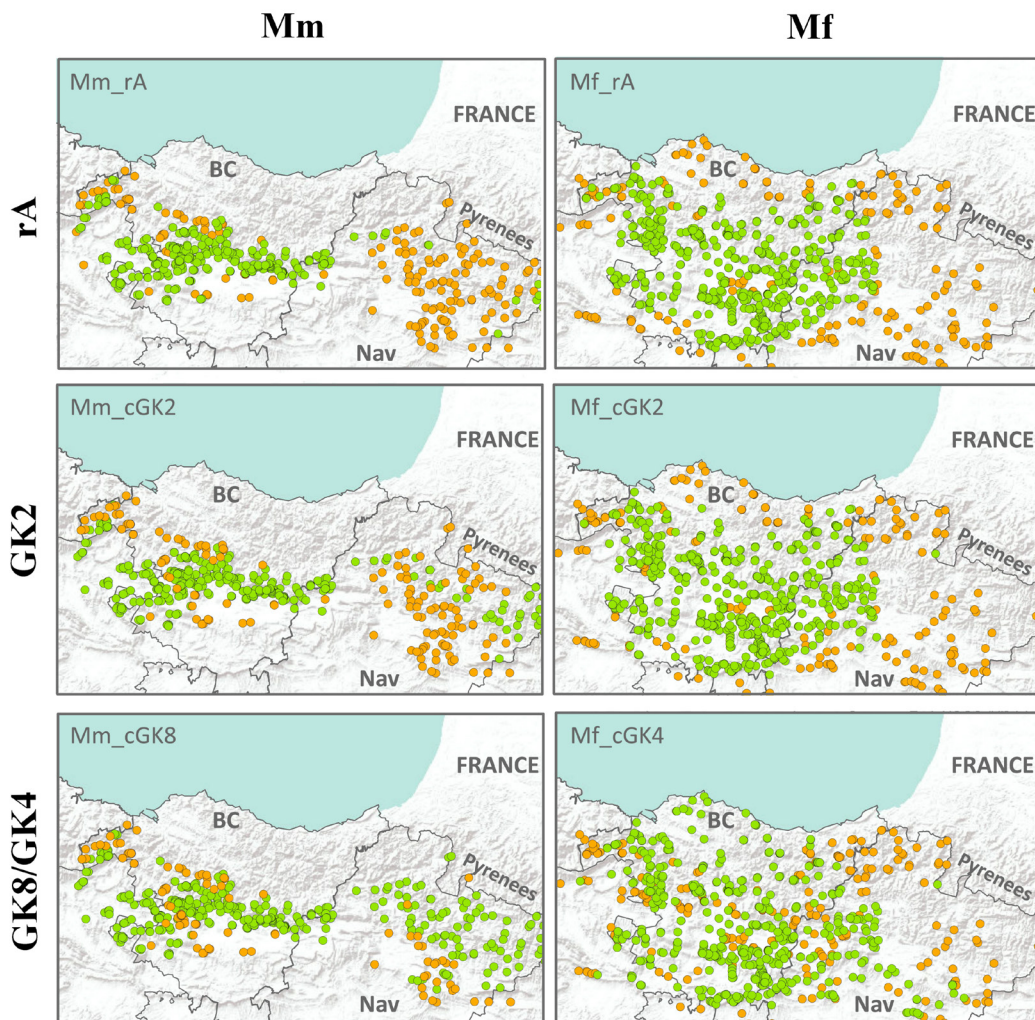 Mm
Mf
rA
Mm_rA
FRANCE
BC
Pyrenees
Nav
Mf_rA
FRANCE
BC
Pyrenees
Nav
GK2
Mm_cGK2
FRANCE
BC
Pyrenees
Nav
Mf_cGK2
FRANCE
BC
Pyrenees
Nav
GK8/GK4
Mm_cGK8
FRANCE
BC
Pyrenees
Nav
Mf_cGK4
FRANCE
BC
Pyrenees
Nav